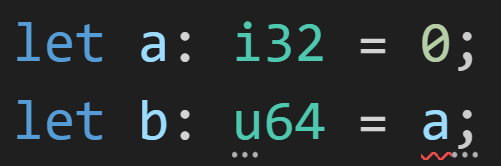 let a: i32 = 0;
let b: u64 = a;